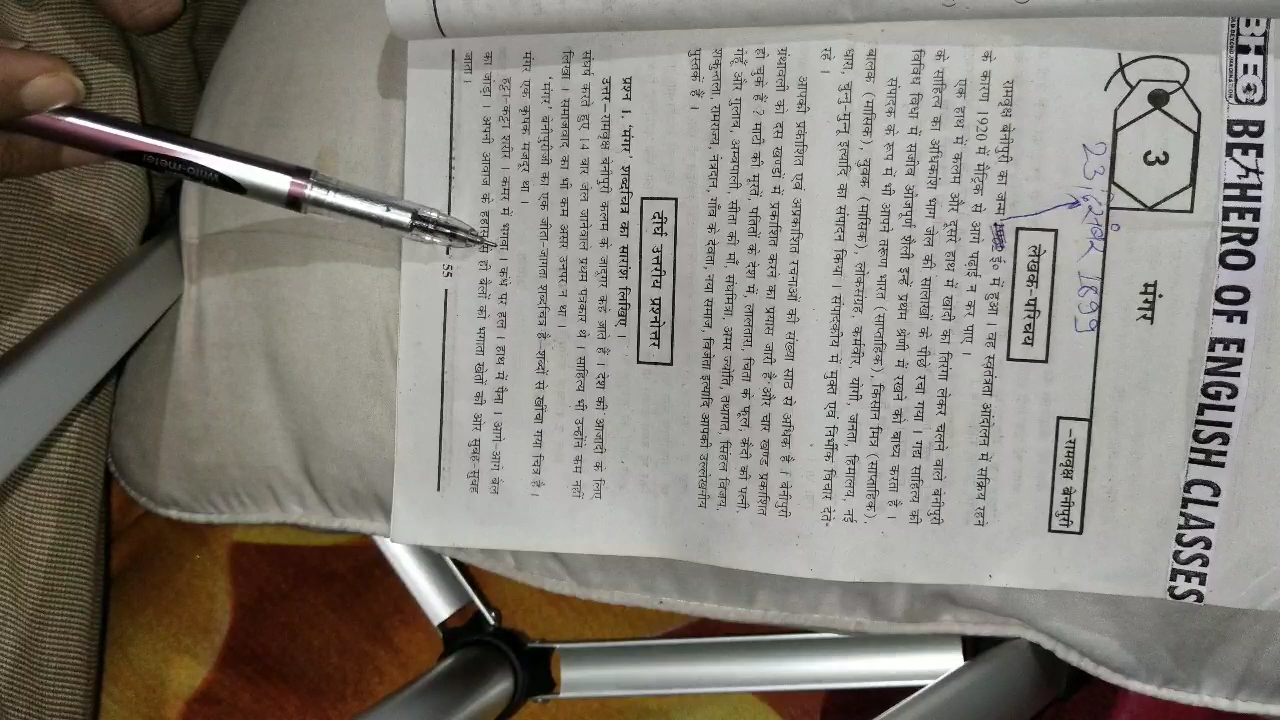 BE A HERO OF ENGLISH CLASSES
3
मंगर
–रामवृक्ष बेनीपुरी
23 दिसंबर 1899
लेखक-परिचय
रामवृक्ष बेनीपुरी का जन्म ई० में हुआ । वह स्वतंत्रता आंदोलन में सक्रिय रहने
के कारण 1920 में मैट्रिक से आगे पढ़ाई न कर पाए ।
एक हाथ में कलम और दूसरे हाथ में खादी का तिरंगा लेकर चलने वाले बेनीपुरी
के साहित्य का अधिकांश भाग जेल की सालाखों के पीछे रचा गया । गद्य साहित्य की
विविध विधा में सजीव ओजपूर्ण शैली इन्हें प्रथम श्रेणी में रखने को बाध्य करता है ।
संपादक के रूप में भी आपने तरूण भारत (साप्ताहिक), किसान मित्र (साप्ताहिक),
बालक (मासिक), युवक (मासिक), लोकसंग्रह, कर्मवीर, योगी, जनता, हिमालय, नई
धारा, चुन्नू-मुन्नू इत्यादि का संपादन किया । संपादकीय में मुक्त एवं निर्भीक विचार देते-
रहे ।
आपकी प्रकाशित एवं अप्रकाशित रचनाओं की संख्या साठ से अधिक है । बेनीपुरी
ग्रंथावली को दस खण्डों में प्रकाशित करने का प्रयास जारी है और चार खण्ड प्रकाशित
हो चुके हैं ? माटी की मूरतें, पतितों के देश में, लालतारा, चिता के फूल, कैदी की पत्नी,
गेहूँ और गुलाब, अम्बपाली, सीता की माँ, संघमित्रा, अमर ज्योति, तथागत, सिंहल विजय,
शकुन्तला, रामराज्य, नेत्रदान, गाँव के देवता, नया समाज, विजेता इत्यादि आपकी उल्लेखनीय
पुस्तकें हैं ।
दीर्घ उत्तरीय प्रश्नोत्तर
प्रश्न 1. 'मंगर' शब्दचित्र का सारांश लिखिए ।
उत्तर–रामवृक्ष बेनीपुरी कलम के जादूगर कहे जाते हैं । देश की आजादी के लिए
संघर्ष करते हुए 14 बार जेल जानेवाले प्रथम पत्रकार थे । साहित्य भी उन्होंने कम नहीं
लिखा । समाजवाद का भी कम असर उनपर न था ।
'मंगर' बेनीपुरीजी का एक जीता-जागता शब्दचित्र है–शब्दों से खींचा गया चित्र है ।
मंगर एक कृषक मजदूर था ।
हट्टा-कट्टा शरीर । कमर में भगवा । कंधे पर हल । हाथ में पैना । आगे-आगे बैल
का जोड़ा । अपनी आवाज के ही बैलों को भगाता खेतों की ओर सुबह-सुबह
जाता ।
55
write-meter